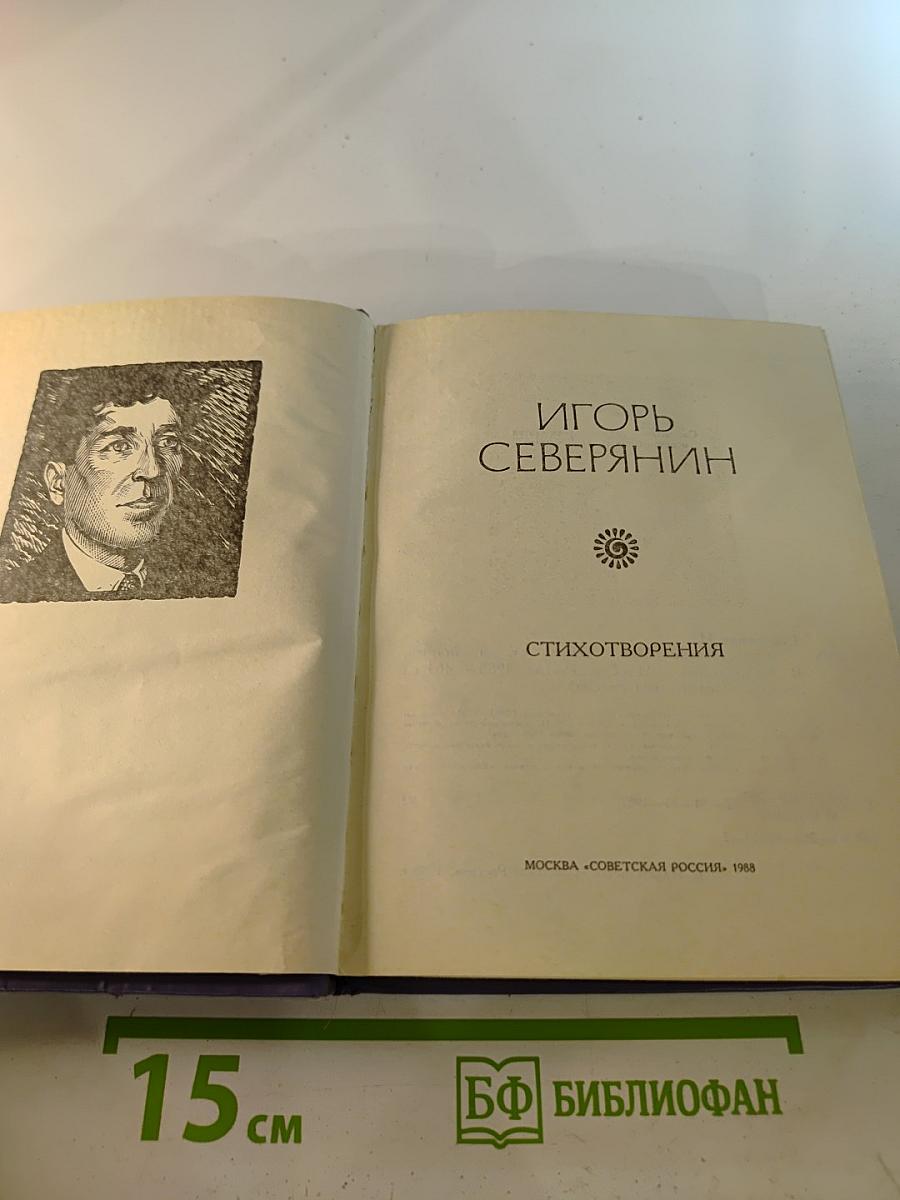 ИГОРЬ
СЕВЕРЯНИН
СТИХОТВОРЕНИЯ
МОСКВА «СОВЕТСКАЯ РОССИЯ» 1988
15 см
БФ БИБЛИОФАН